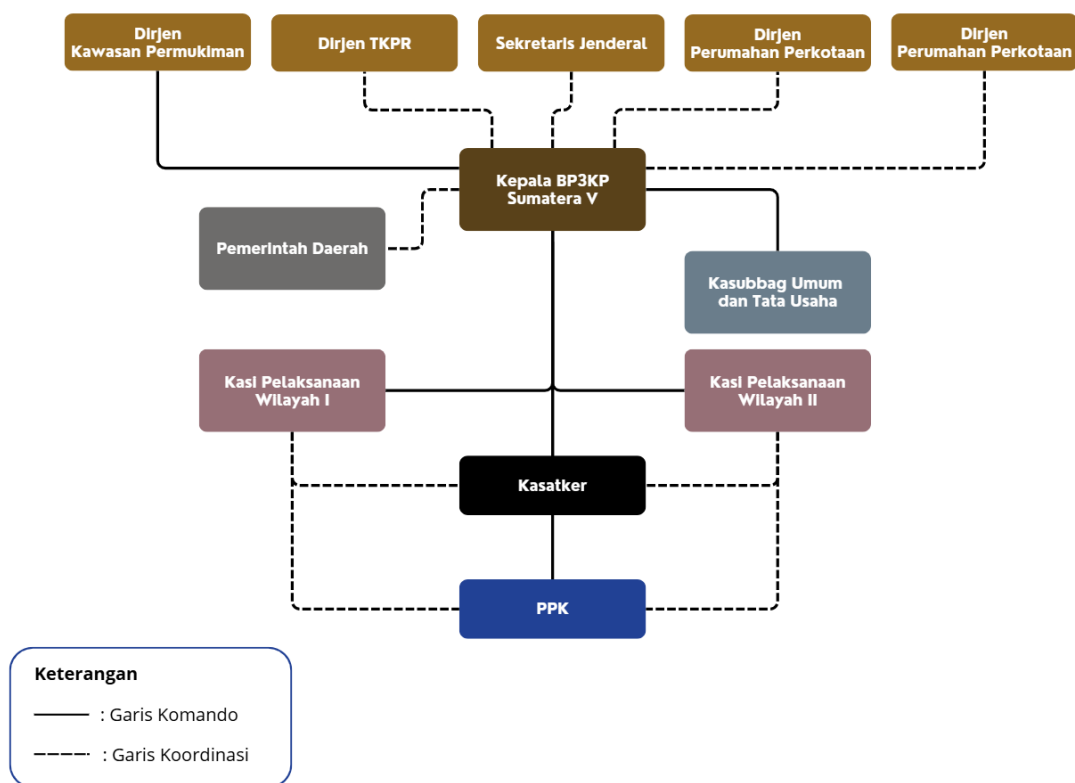 Dirjen
Kawasan Permukiman
Dirjen TKPR
Sekretaris Jenderal
Dirjen
Perumahan Perkotaan
Dirjen
Perumahan Perkotaan
Kepala BP3KP
Sumatera V
Pemerintah Daerah
Kasubbag Umum
dan Tata Usaha
Kasi Pelaksanaan
Wilayah I
Kasi Pelaksanaan
Wilayah II
Kasatker
PPK
Keterangan
: Garis Komando
: Garis Koordinasi